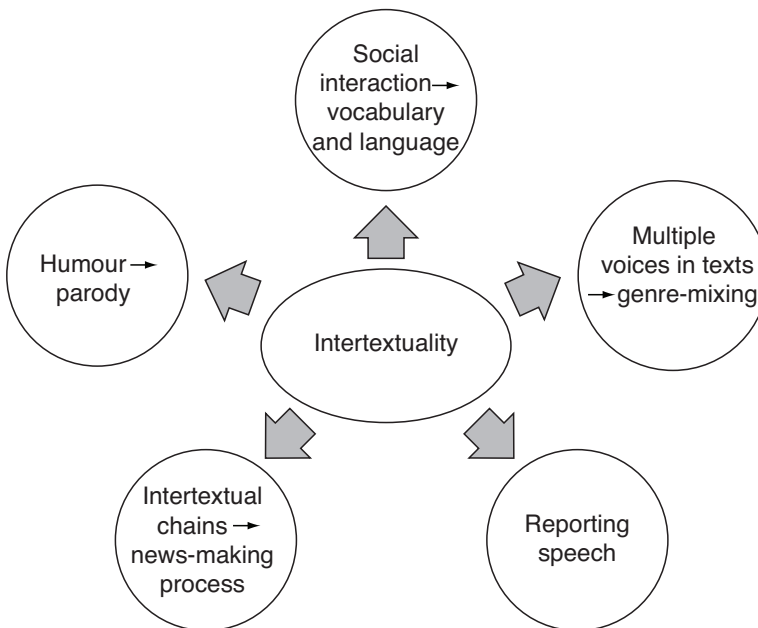 Social
interaction →
vocabulary
and language
Humour →
parody
Multiple
voices in texts
→ genre-mixing
Intertextuality
Intertextual
chains →
news-making
process
Reporting
speech